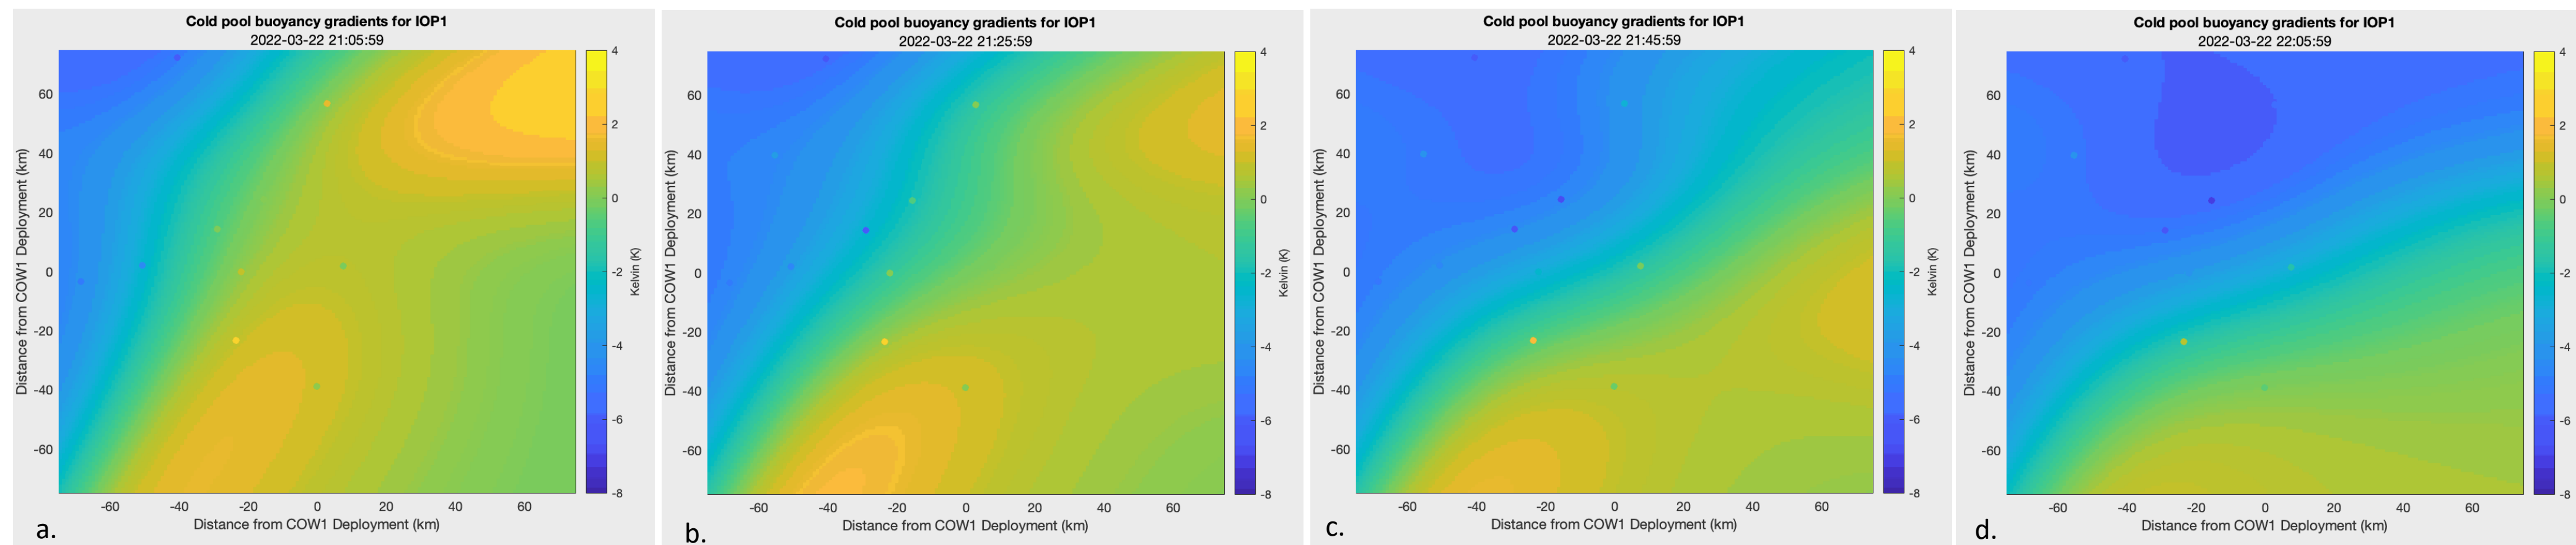 Cold pool buoyancy gradients for IOP1
2022-03-22 21:05:59
Distance from COW1 Deployment (km)
60
40
20
0
-20
-40
-60
-60 -40 -20 0 20 40 60
Distance from COW1 Deployment (km)
4
2
0
-2
-4
-6
-8
Kelvin (K)
a.
Cold pool buoyancy gradients for IOP1
2022-03-22 21:25:59
Distance from COW1 Deployment (km)
60
40
20
0
-20
-40
-60
-60 -40 -20 0 20 40 60
Distance from COW1 Deployment (km)
4
2
0
-2
-4
-6
-8
Kelvin (K)
b.
Cold pool buoyancy gradients for IOP1
2022-03-22 21:45:59
Distance from COW1 Deployment (km)
60
40
20
0
-20
-40
-60
-60 -40 -20 0 20 40 60
Distance from COW1 Deployment (km)
4
2
0
-2
-4
-6
-8
Kelvin (K)
c.
Cold pool buoyancy gradients for IOP1
2022-03-22 22:05:59
Distance from COW1 Deployment (km)
60
40
20
0
-20
-40
-60
-60 -40 -20 0 20 40 60
Distance from COW1 Deployment (km)
4
2
0
-2
-4
-6
-8
d.